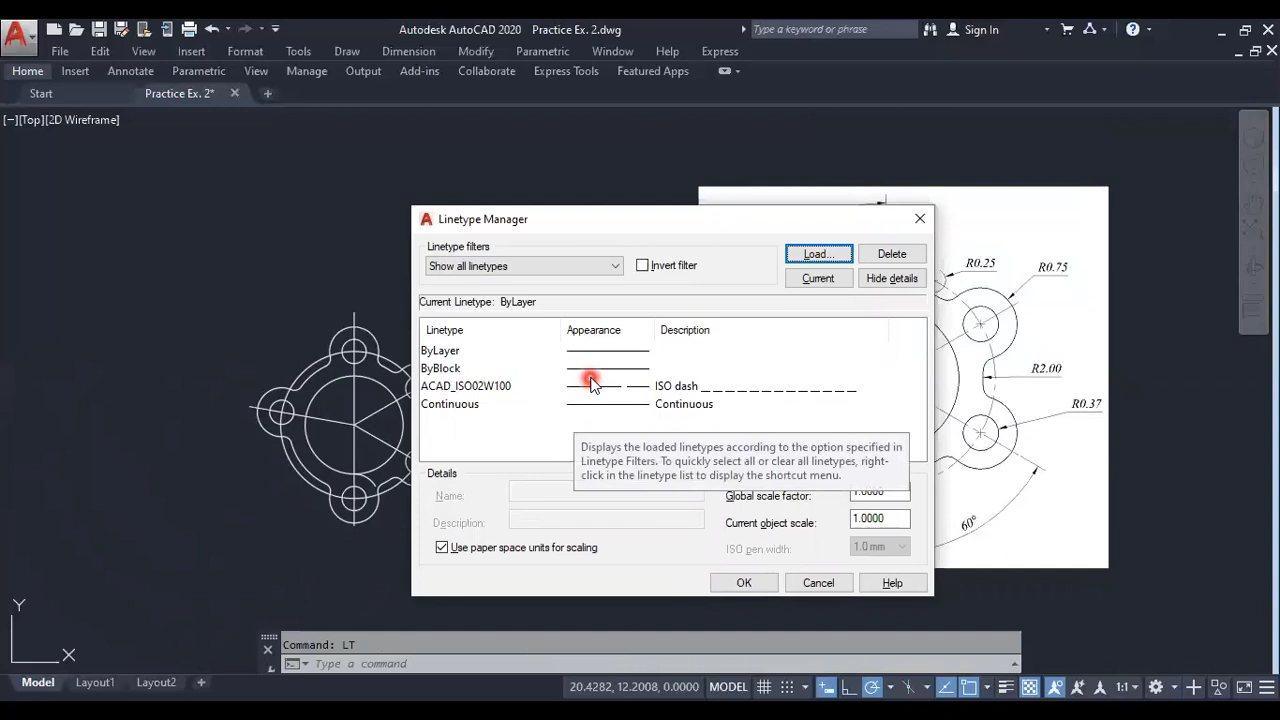 Autodesk AutoCAD 2020 Practice Ex. 2.dwg
Type a keyword or phrase
Sign In
File Edit View Insert Format Tools Draw Dimension Modify Parametric Window Help Express
Home Insert Annotate Parametric View Manage Output Add-ins Collaborate Express Tools Featured Apps
Start Practice Ex. 2*
[−][Top][2D Wireframe]
Linetype Manager
Linetype filters
Show all linetypes
Invert filter
Load...
Delete
Current
Hide details
Current Linetype: ByLayer
Linetype Appearance Description
ByLayer
ByBlock
ACAD_ISO02W100 ISO dash _ _ _ _ _ _ _ _ _ _ _ _ _
Continuous Continuous
Displays the loaded linetypes according to the option specified in
Linetype Filters. To quickly select all or clear all linetypes, right-
click in the linetype list to display the shortcut menu.
Details
Name:
Global scale factor: 1.0000
Description:
Current object scale: 1.0000
Use paper space units for scaling
ISO pen width: 1.0 mm
OK Cancel Help
R0.25
R0.75
R2.00
R0.37
60°
Y
X
Command: LT
Type a command
Model Layout1 Layout2
20.4282, 12.2008, 0.0000 MODEL
1:1